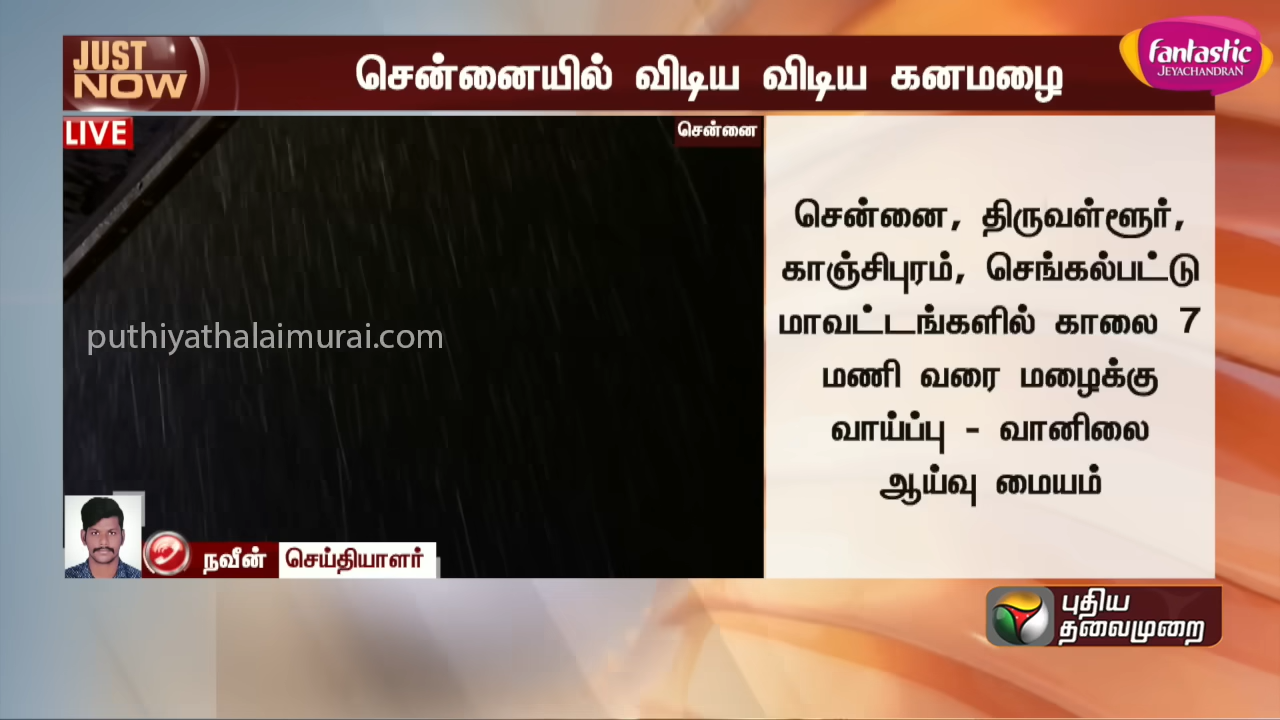 JUST
NOW
சென்னையில் விடிய விடிய கனமழை
fantastic
JEYACHANDRAN
LIVE
சென்னை
சென்னை, திருவள்ளூர்,
காஞ்சிபுரம், செங்கல்பட்டு
மாவட்டங்களில் காலை 7
மணி வரை மழைக்கு
வாய்ப்பு - வானிலை
ஆய்வு மையம்
puthiyathalaimurai.com
நவீன் செய்தியாளர்
புதிய
தலைமுறை